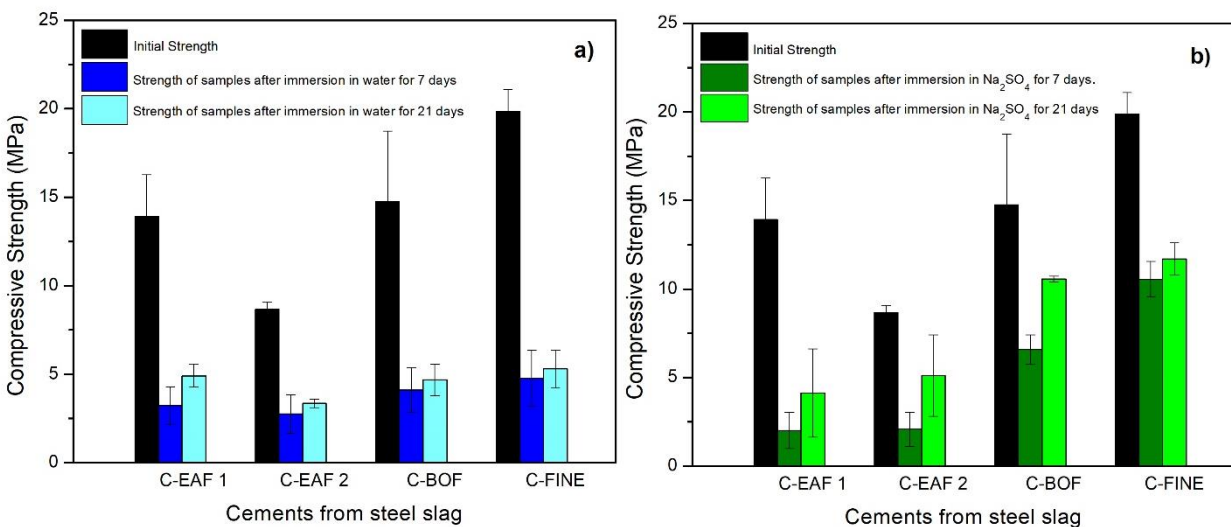 25
20
15
10
5
0
Compressive Strength (MPa)
a)
Initial Strength
Strength of samples after immersion in water for 7 days
Strength of samples after immersion in water for 21 days
C-EAF 1 C-EAF 2 C-BOF C-FINE
Cements from steel slag
25
20
15
10
5
0
Compressive Strength (MPa)
b)
Initial Strength
Strength of samples after immersion in Na₂SO₄ for 7 days.
Strength of samples after immersion in Na₂SO₄ for 21 days
C-EAF 1 C-EAF 2 C-BOF C-FINE
Cements from steel slag